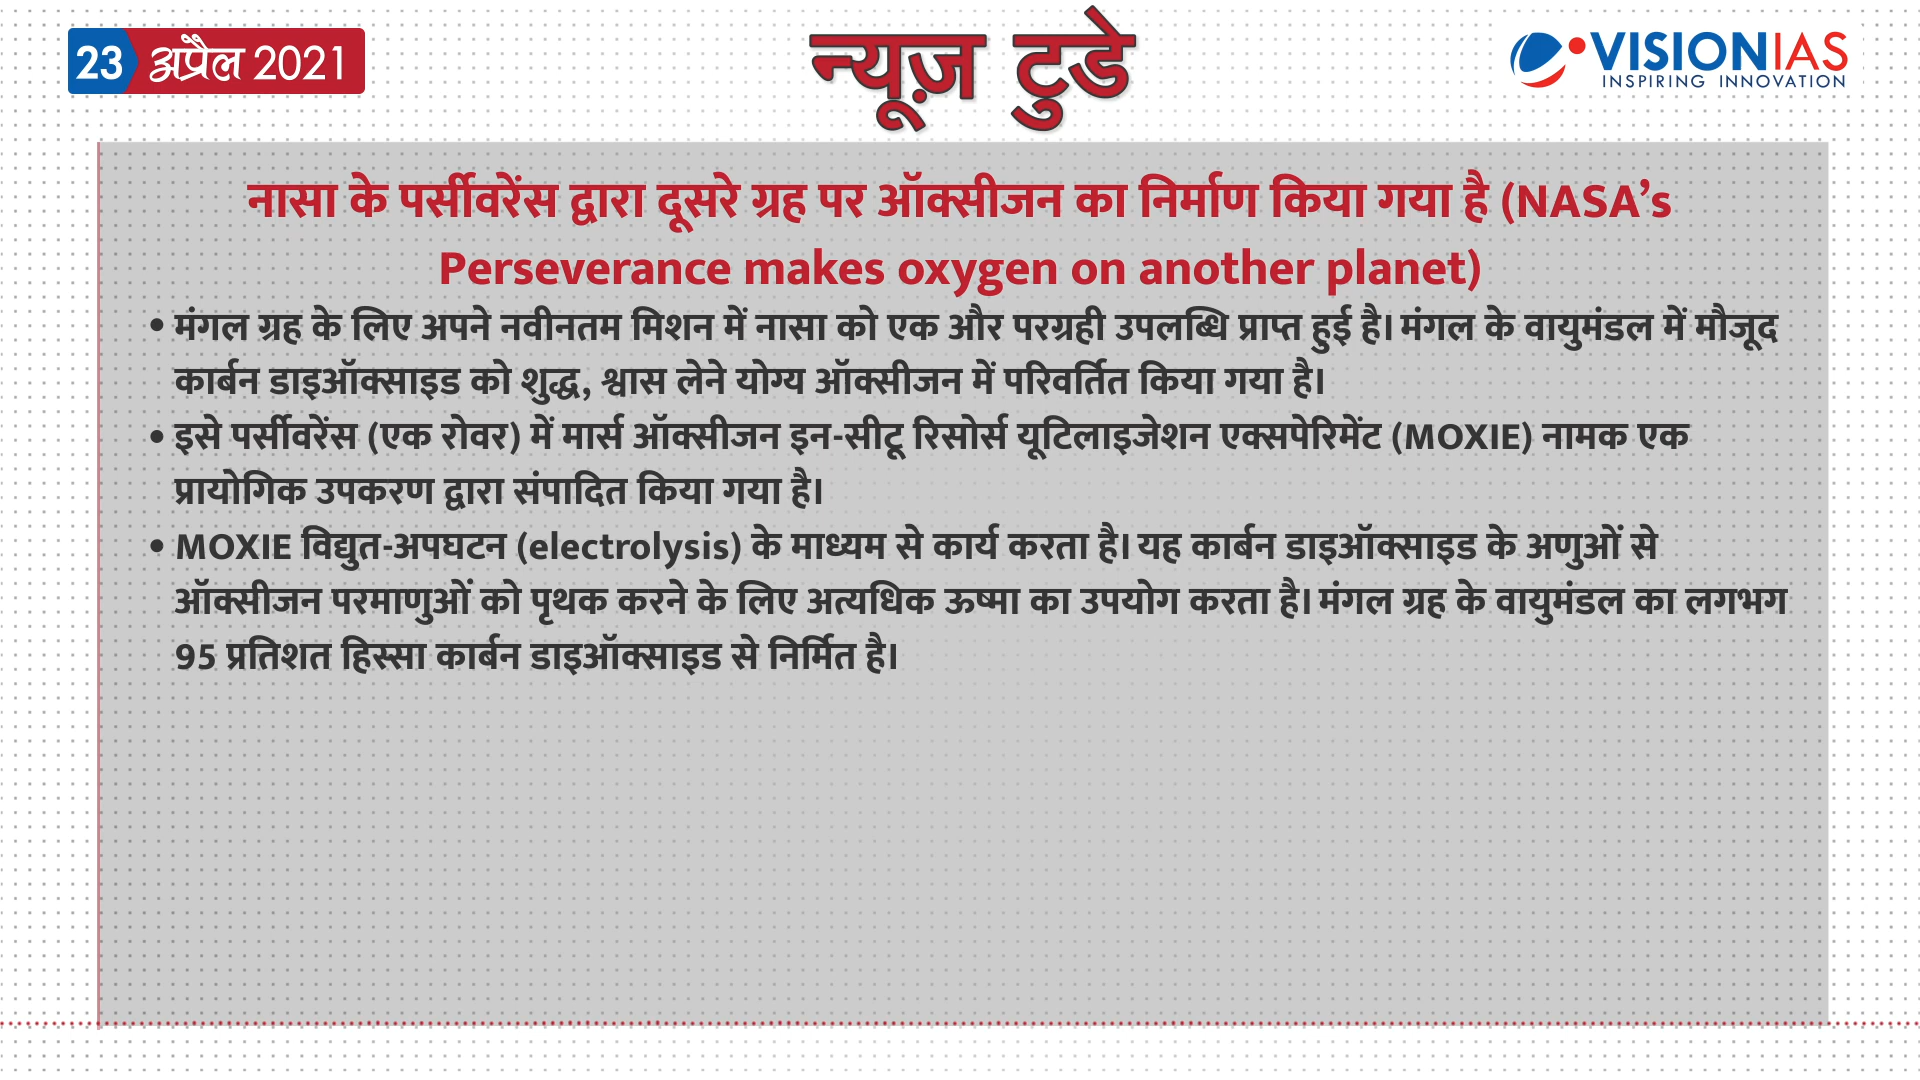 23 अप्रैल 2021
न्यूज़ टुडे
VISIONIAS
INSPIRING INNOVATION
नासा के पर्सीवरेंस द्वारा दूसरे ग्रह पर ऑक्सीजन का निर्माण किया गया है (NASA’s
Perseverance makes oxygen on another planet)
• मंगल ग्रह के लिए अपने नवीनतम मिशन में नासा को एक और परग्रही उपलब्धि प्राप्त हुई है। मंगल के वायुमंडल में मौजूद
कार्बन डाइऑक्साइड को शुद्ध, श्वास लेने योग्य ऑक्सीजन में परिवर्तित किया गया है।
• इसे पर्सीवरेंस (एक रोवर) में मार्स ऑक्सीजन इन-सीटू रिसोर्स यूटिलाइजेशन एक्सपेरिमेंट (MOXIE) नामक एक
प्रायोगिक उपकरण द्वारा संपादित किया गया है।
• MOXIE विद्युत-अपघटन (electrolysis) के माध्यम से कार्य करता है। यह कार्बन डाइऑक्साइड के अणुओं से
ऑक्सीजन परमाणुओं को पृथक करने के लिए अत्यधिक ऊष्मा का उपयोग करता है। मंगल ग्रह के वायुमंडल का लगभग
95 प्रतिशत हिस्सा कार्बन डाइऑक्साइड से निर्मित है।